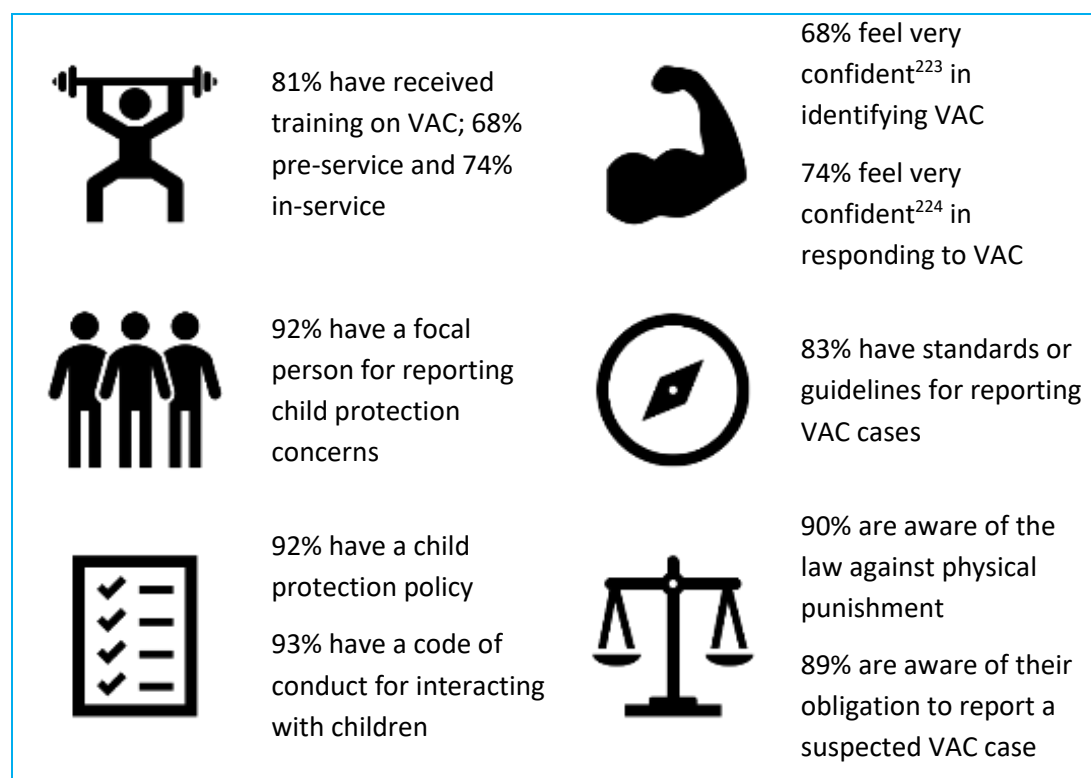 81% have received
training on VAC; 68%
pre-service and 74%
in-service
68% feel very
confident223 in
identifying VAC
74% feel very
confident224 in
responding to VAC
92% have a focal
person for reporting
child protection
concerns
83% have standards or
guidelines for reporting
VAC cases
92% have a child
protection policy
93% have a code of
conduct for interacting
with children
90% are aware of the
law against physical
punishment
89% are aware of their
obligation to report a
suspected VAC case